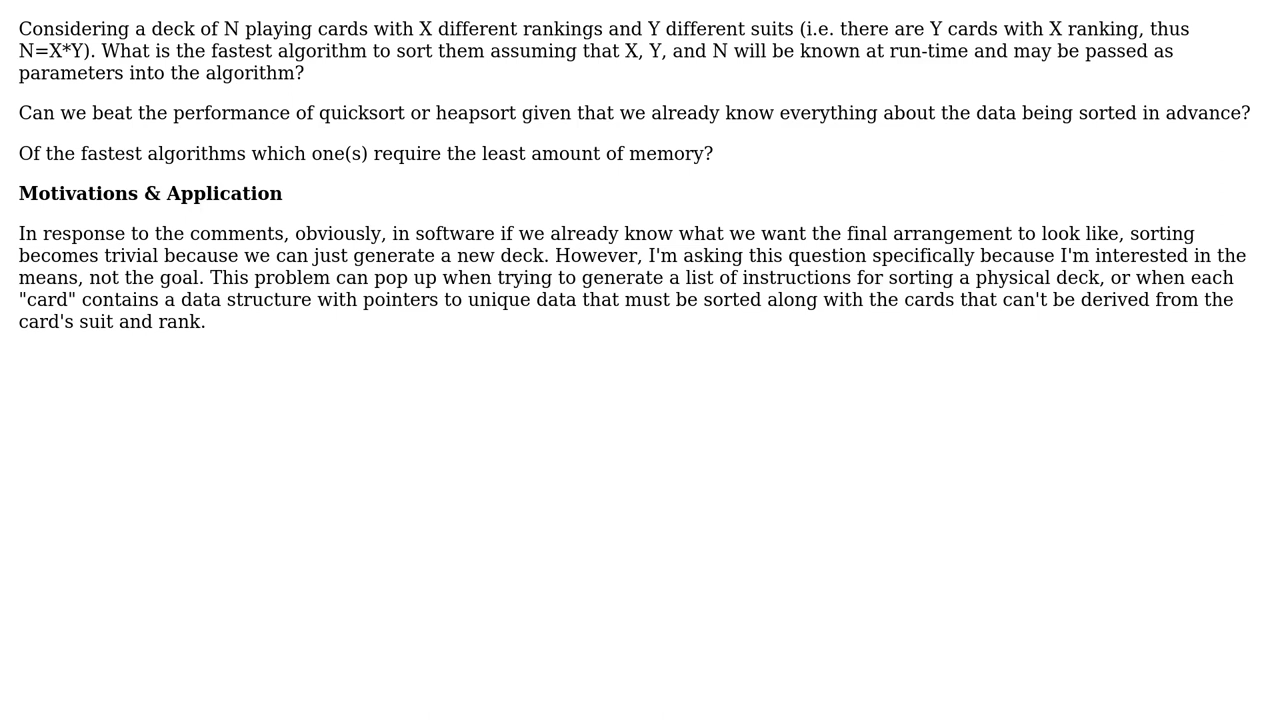 Considering a deck of N playing cards with X different rankings and Y different suits (i.e. there are Y cards with X ranking, thus
N=X*Y). What is the fastest algorithm to sort them assuming that X, Y, and N will be known at run-time and may be passed as
parameters into the algorithm?
Can we beat the performance of quicksort or heapsort given that we already know everything about the data being sorted in advance?
Of the fastest algorithms which one(s) require the least amount of memory?
Motivations & Application
In response to the comments, obviously, in software if we already know what we want the final arrangement to look like, sorting
becomes trivial because we can just generate a new deck. However, I'm asking this question specifically because I'm interested in the
means, not the goal. This problem can pop up when trying to generate a list of instructions for sorting a physical deck, or when each
"card" contains a data structure with pointers to unique data that must be sorted along with the cards that can't be derived from the
card's suit and rank.